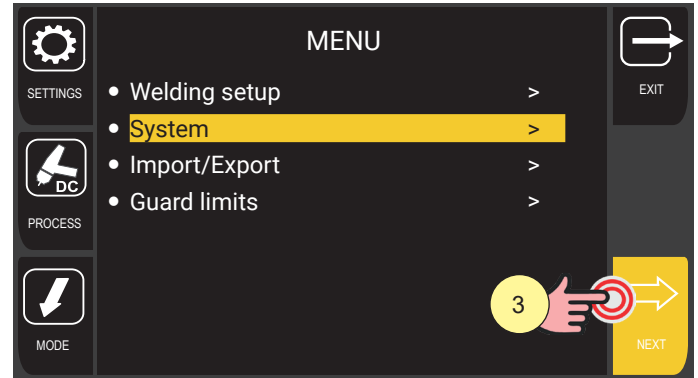 MENU
SETTINGS
EXIT
• Welding setup >
• System >
• Import/Export >
• Guard limits >
DC
PROCESS
MODE
3
NEXT